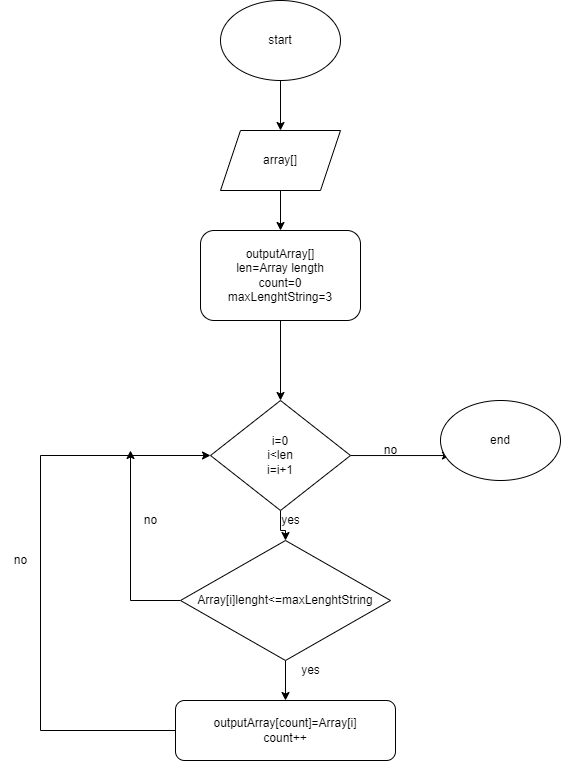 start
array[]
outputArray[]
len=Array length
count=0
maxLenghtString=3
i=0
i<len
i=i+1
no
end
yes
no
no
Array[i]lenght<=maxLenghtString
yes
outputArray[count]=Array[i]
count++